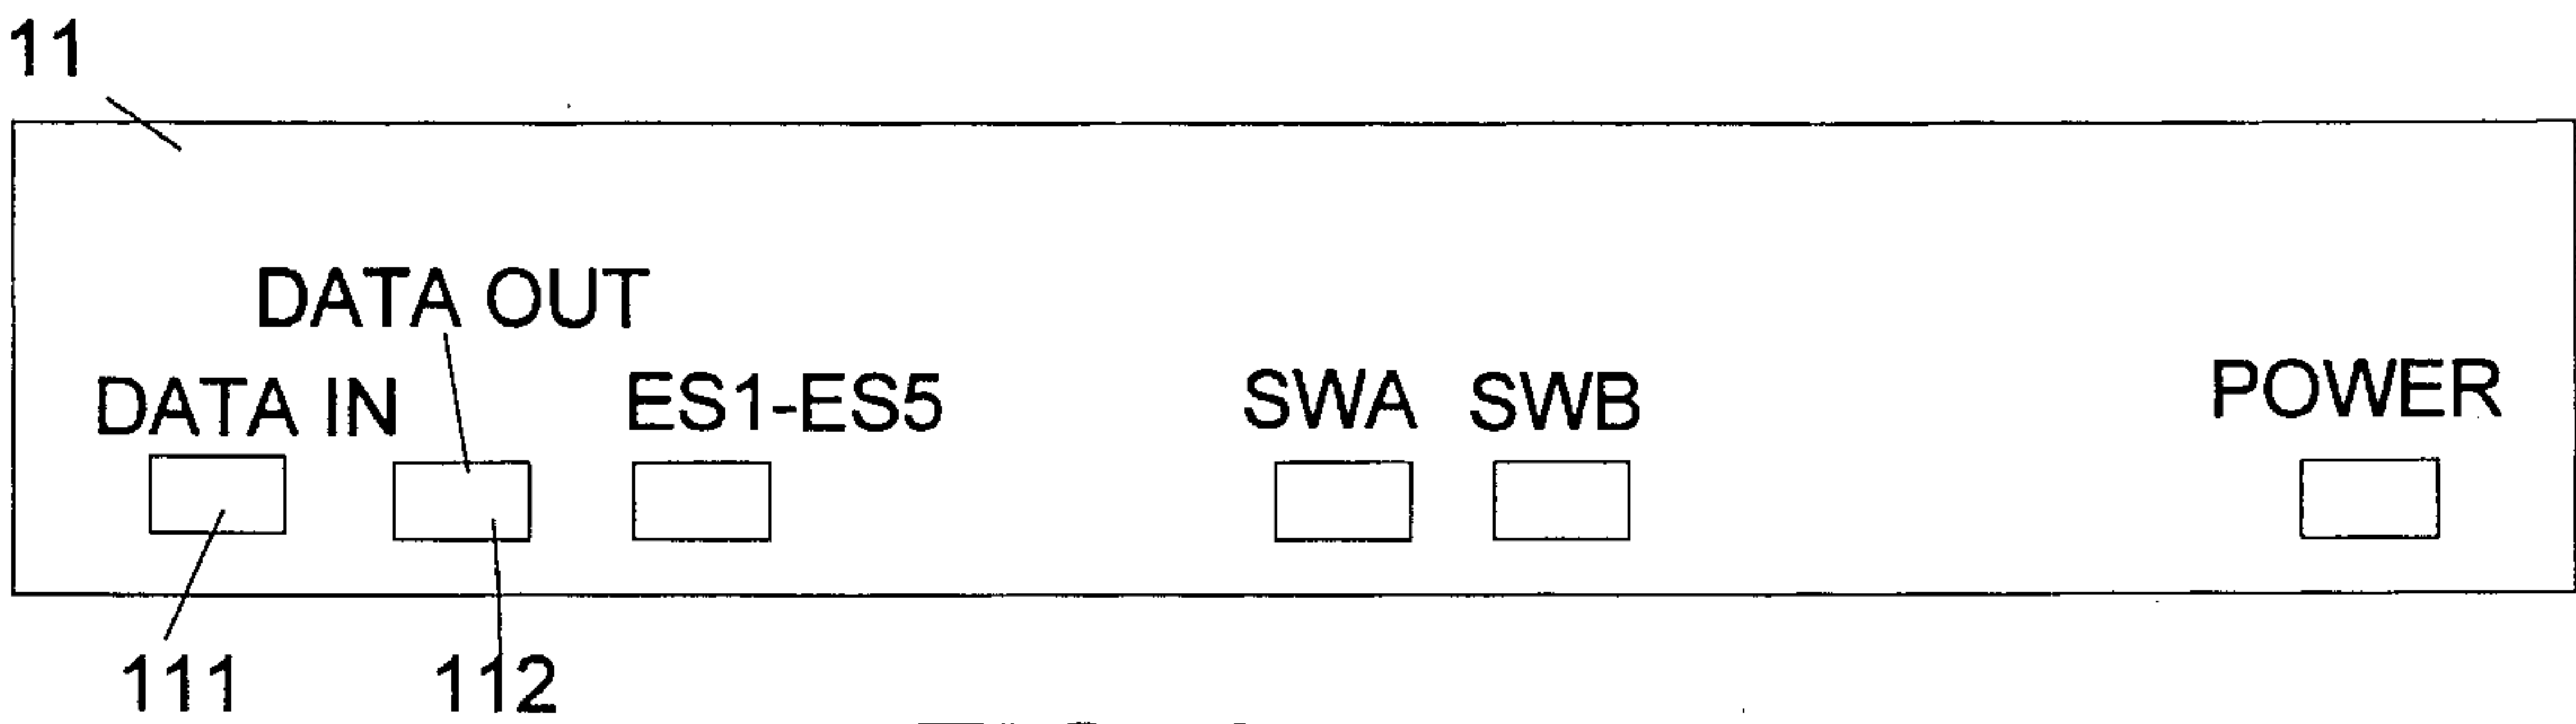 11
DATA OUT
DATA IN ES1-ES5 SWA SWB POWER
111 112